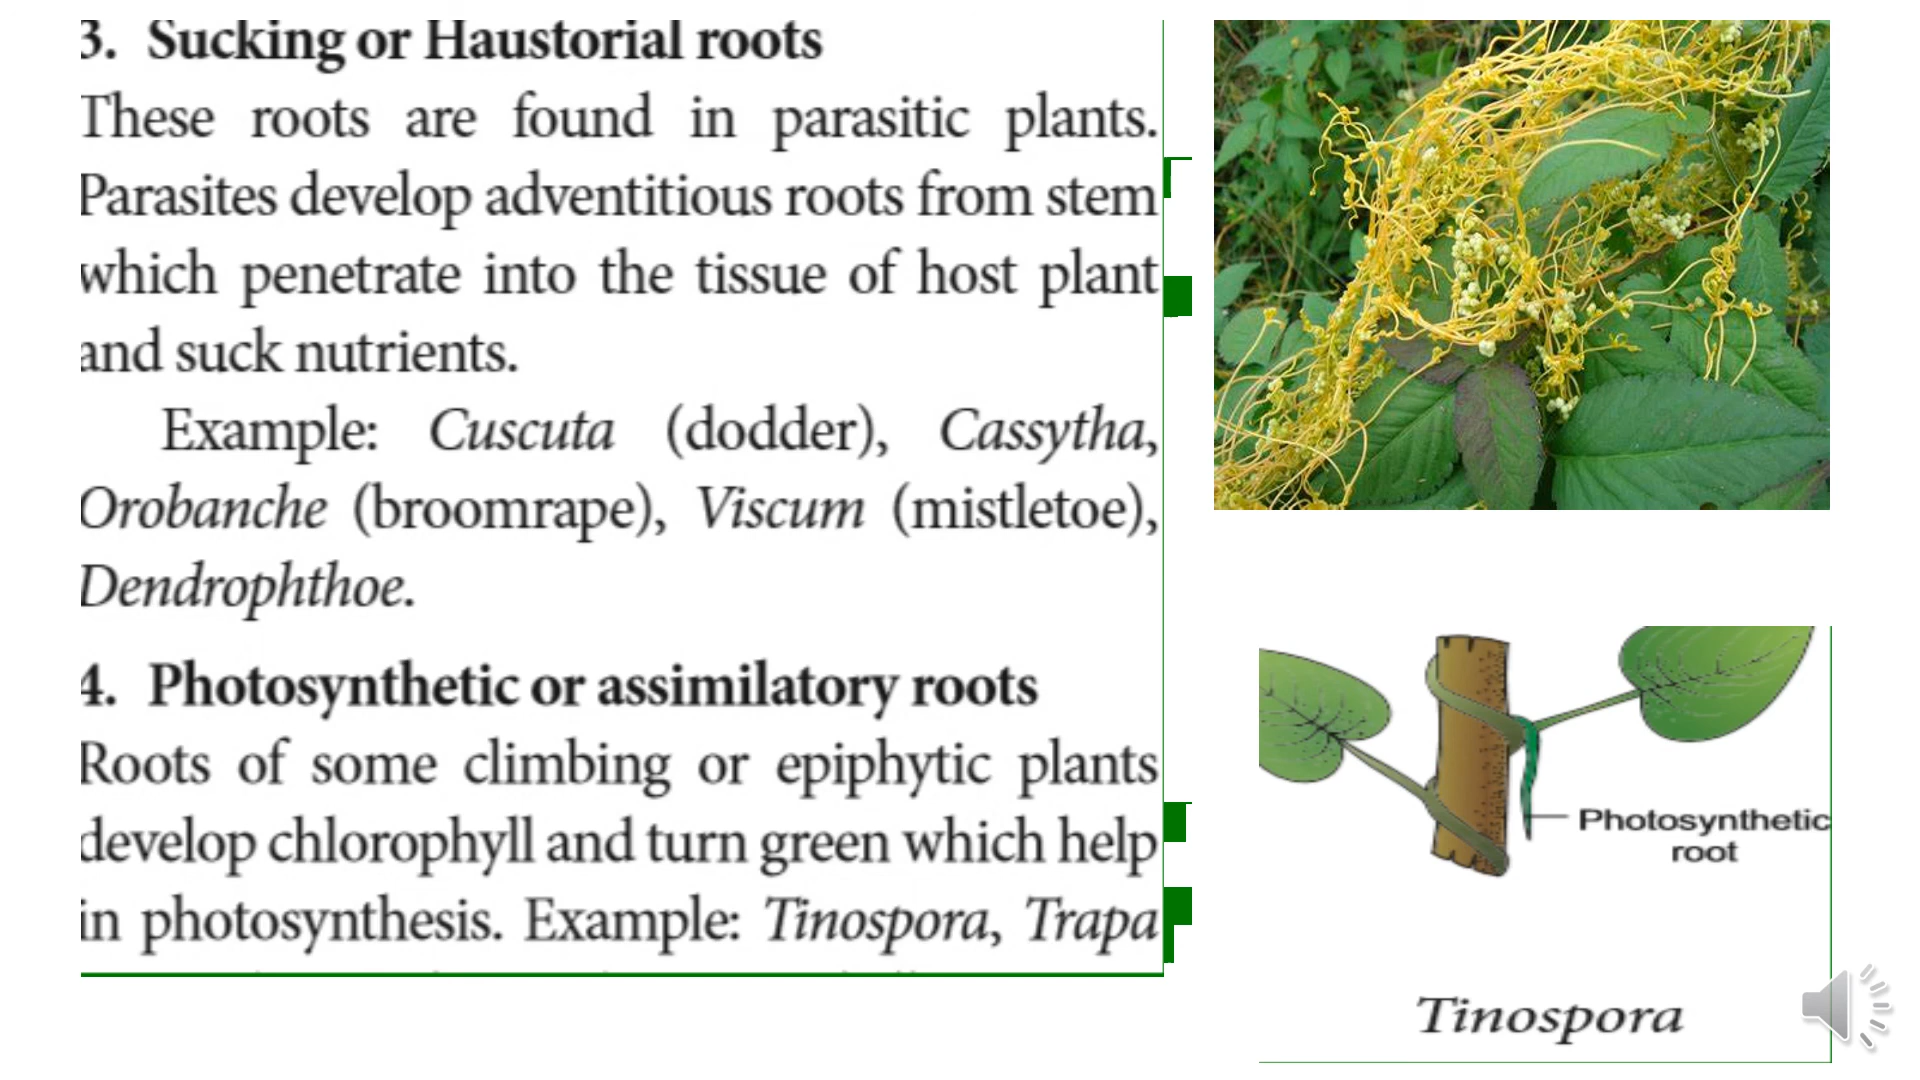 3. Sucking or Haustorial roots
These roots are found in parasitic plants.
Parasites develop adventitious roots from stem
which penetrate into the tissue of host plant
and suck nutrients.
Example: Cuscuta (dodder), Cassytha,
Orobanche (broomrape), Viscum (mistletoe),
Dendrophthoe.
4. Photosynthetic or assimilatory roots
Roots of some climbing or epiphytic plants
develop chlorophyll and turn green which help
in photosynthesis. Example: Tinospora, Trapa
Photosynthetic
root
Tinospora